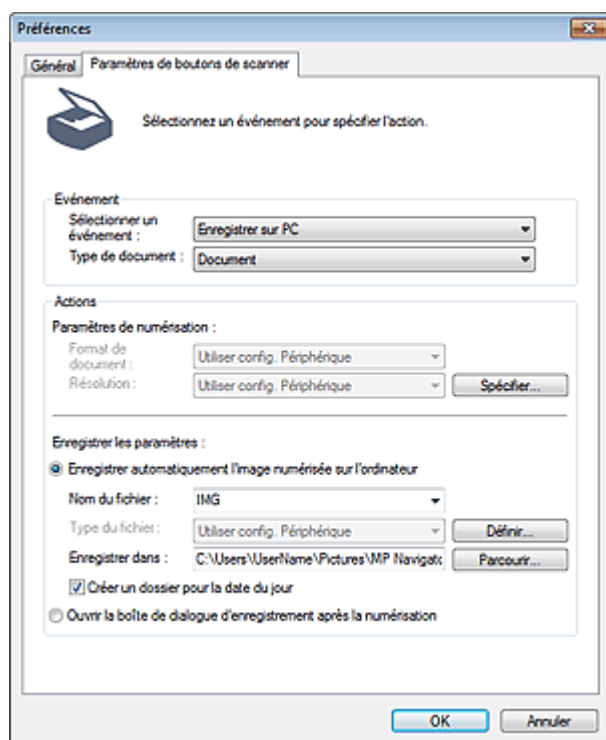 Préférences
Général
Paramètres de boutons de scanner
Sélectionnez un événement pour spécifier l'action.
Evénement
Sélectionner un
événement :
Enregistrer sur PC
Type de document :
Document
Actions
Paramètres de numérisation :
Format de
document :
Utiliser config. Périphérique
Résolution :
Utiliser config. Périphérique
Spécifier...
Enregistrer les paramètres :
Enregistrer automatiquement l'image numérisée sur l'ordinateur
Nom du fichier :
IMG
Type du fichier :
Utiliser config. Périphérique
Définir...
Enregistrer dans :
C:\Users\UserName\Pictures\MP Navigato
Parcourir...
Créer un dossier pour la date du jour
Ouvrir la boîte de dialogue d'enregistrement après la numérisation
OK
Annuler